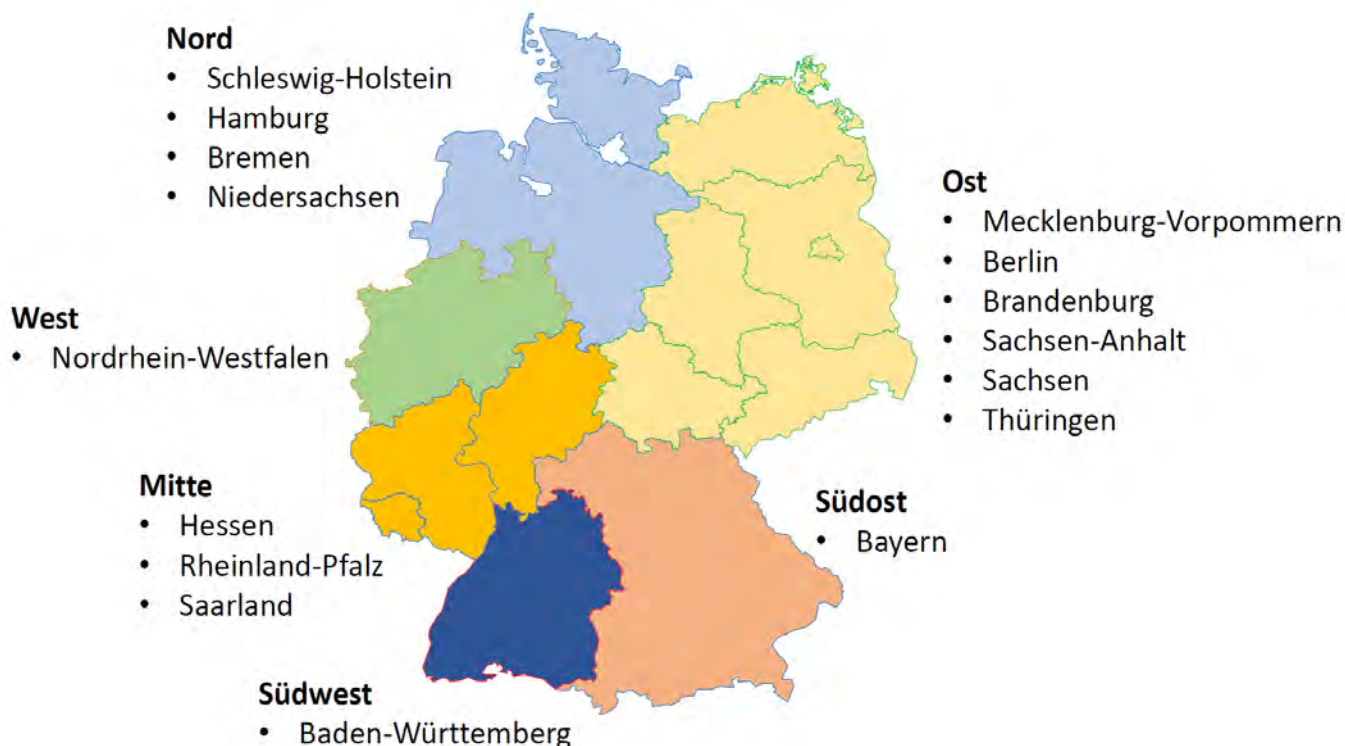 Nord
• Schleswig-Holstein
• Hamburg
• Bremen
• Niedersachsen
Ost
• Mecklenburg-Vorpommern
• Berlin
• Brandenburg
• Sachsen-Anhalt
• Sachsen
• Thüringen
West
• Nordrhein-Westfalen
Mitte
• Hessen
• Rheinland-Pfalz
• Saarland
Südost
• Bayern
Südwest
• Baden-Württemberg